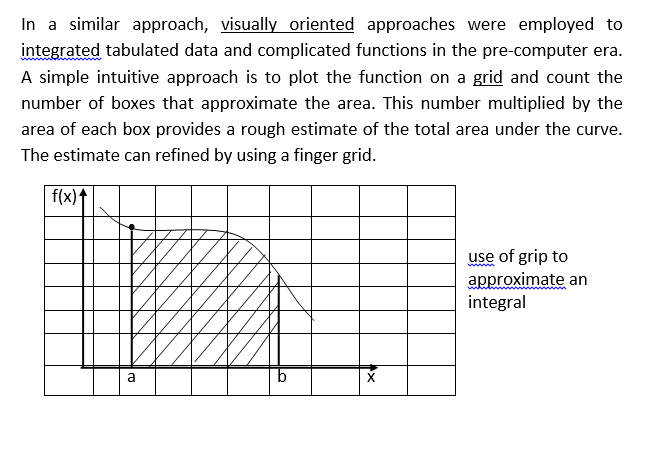 In a similar approach, visually oriented approaches were employed to
integrated tabulated data and complicated functions in the pre-computer era.
A simple intuitive approach is to plot the function on a grid and count the
number of boxes that approximate the area. This number multiplied by the
area of each box provides a rough estimate of the total area under the curve.
The estimate can refined by using a finger grid.
f(x)
use of grip to
approximate an
integral
a
b
x